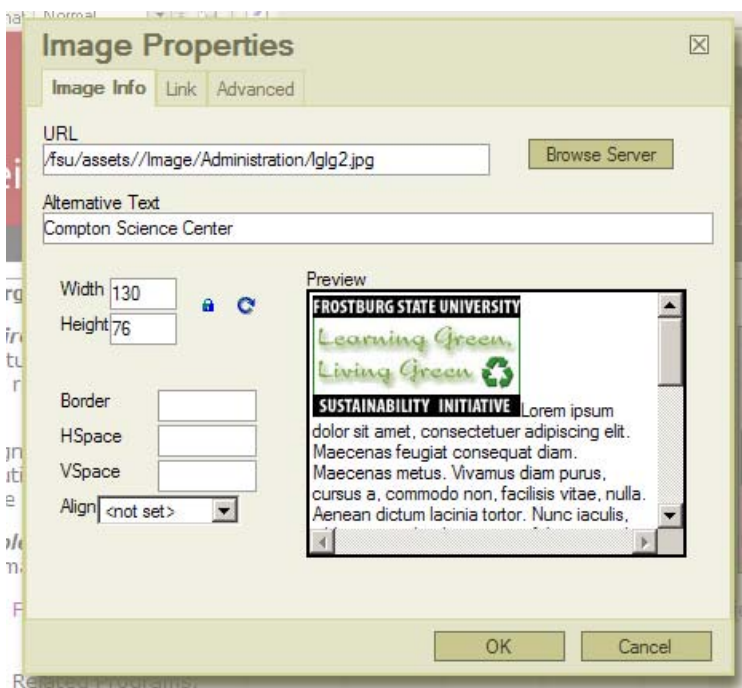 Normal
Image Properties
Image Info Link Advanced
URL
/fsu/assets//Image/Administration/lglg2.jpg
Browse Server
Alternative Text
Compton Science Center
Width 130
Height 76
Border
HSpace
VSpace
Align <not set>
Preview
FROSTBURG STATE UNIVERSITY
Learning Green,
Living Green
SUSTAINABILITY INITIATIVE Lorem ipsum
dolor sit amet, consectetuer adipiscing elit.
Maecenas feugiat consequat diam.
Maecenas metus. Vivamus diam purus,
cursus a, commodo non, facilisis vitae, nulla.
Aenean dictum lacinia tortor. Nunc iaculis,
OK Cancel
Related Programs: